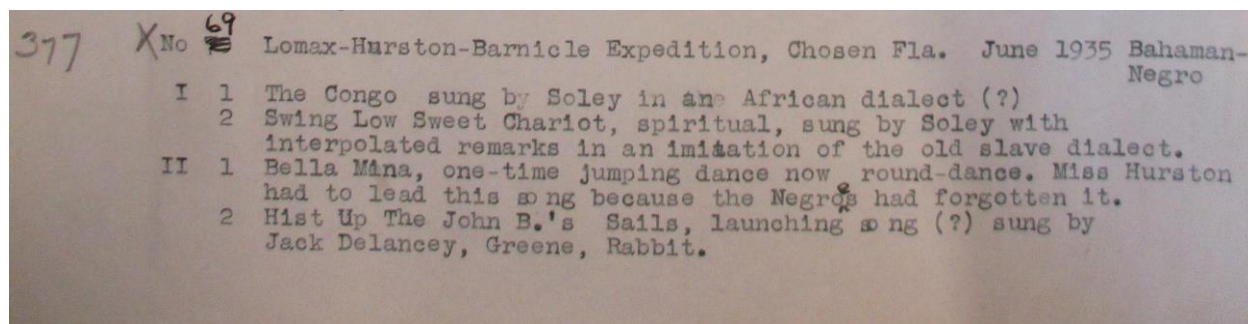 377 X No 69 Lomax-Hurston-Barnicle Expedition, Chosen Fla. June 1935 Bahaman-
Negro
I 1 The Congo sung by Soley in an African dialect (?)
2 Swing Low Sweet Chariot, spiritual, sung by Soley with
interpolated remarks in an imitation of the old slave dialect.
II 1 Bella Mina, one-time jumping dance now round-dance. Miss Hurston
had to lead this song because the Negroes had forgotten it.
2 Hist Up The John B.'s Sails, launching song (?) sung by
Jack Delancey, Greene, Rabbit.